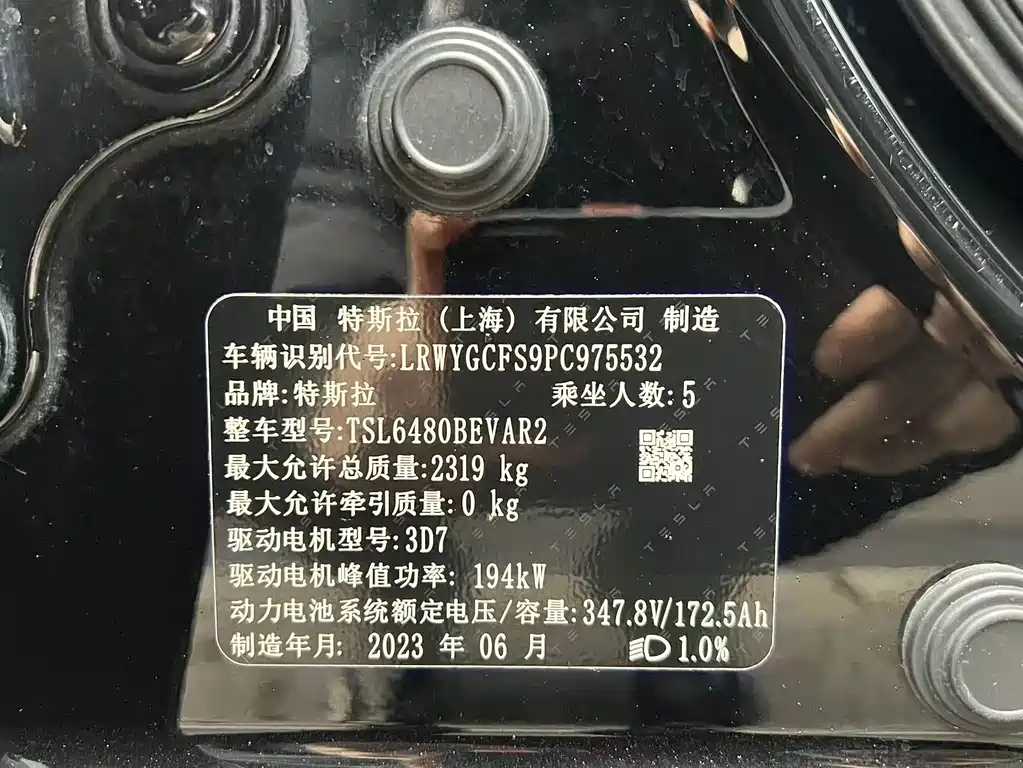 中国 特斯拉 (上海) 有限公司 制造
车辆识别代号:LRWYGCFS9PC975532
品牌:特斯拉 乘坐人数:5
整车型号:TSL6480BEVAR2
最大允许总质量:2319 kg
最大允许牵引质量:0 kg
驱动电机型号:3D7
驱动电机峰值功率: 194kW
动力电池系统额定电压/容量:347.8V/172.5Ah
制造年月: 2023 年 06 月 1.0%
TESLA